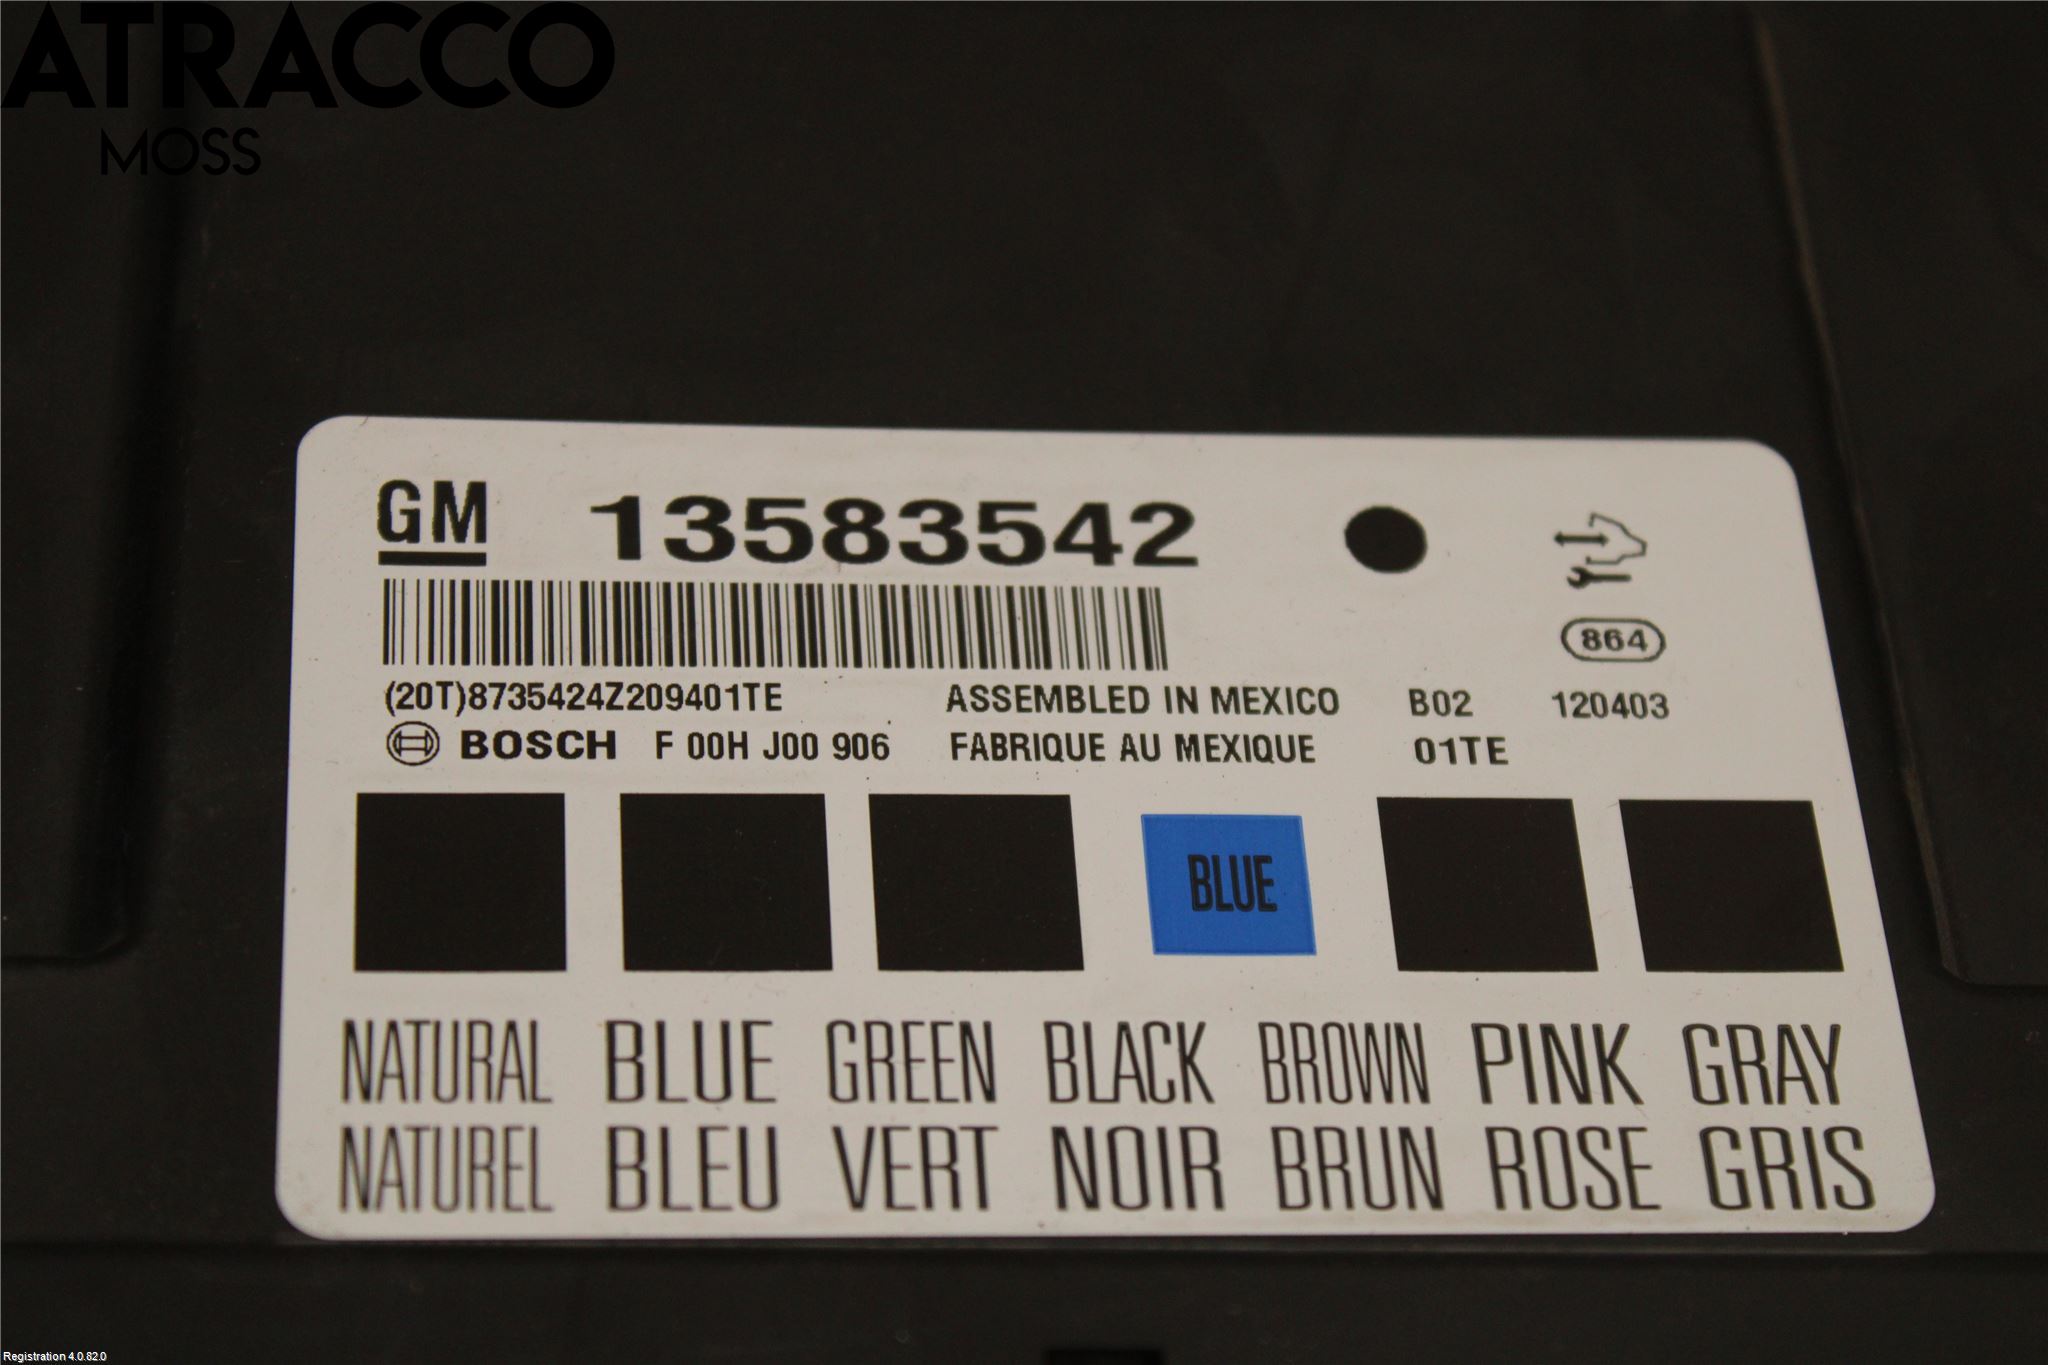 ATRACCO
MOSS
GM 13583542
864
(20T)8735424Z209401TE ASSEMBLED IN MEXICO B02 120403
BOSCH F 00H J00 906 FABRIQUE AU MEXIQUE 01TE
BLUE
NATURAL BLUE GREEN BLACK BROWN PINK GRAY
NATUREL BLEU VERT NOIR BRUN ROSE GRIS
Registration 4.0.82.0